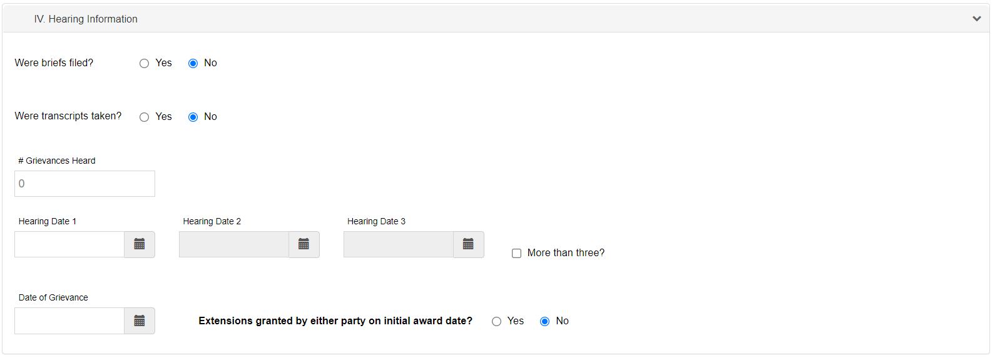 IV. Hearing Information
Were briefs filed? Yes No
Were transcripts taken? Yes No
# Grievances Heard
0
Hearing Date 1 Hearing Date 2 Hearing Date 3
More than three?
Date of Grievance
Extensions granted by either party on initial award date? Yes No